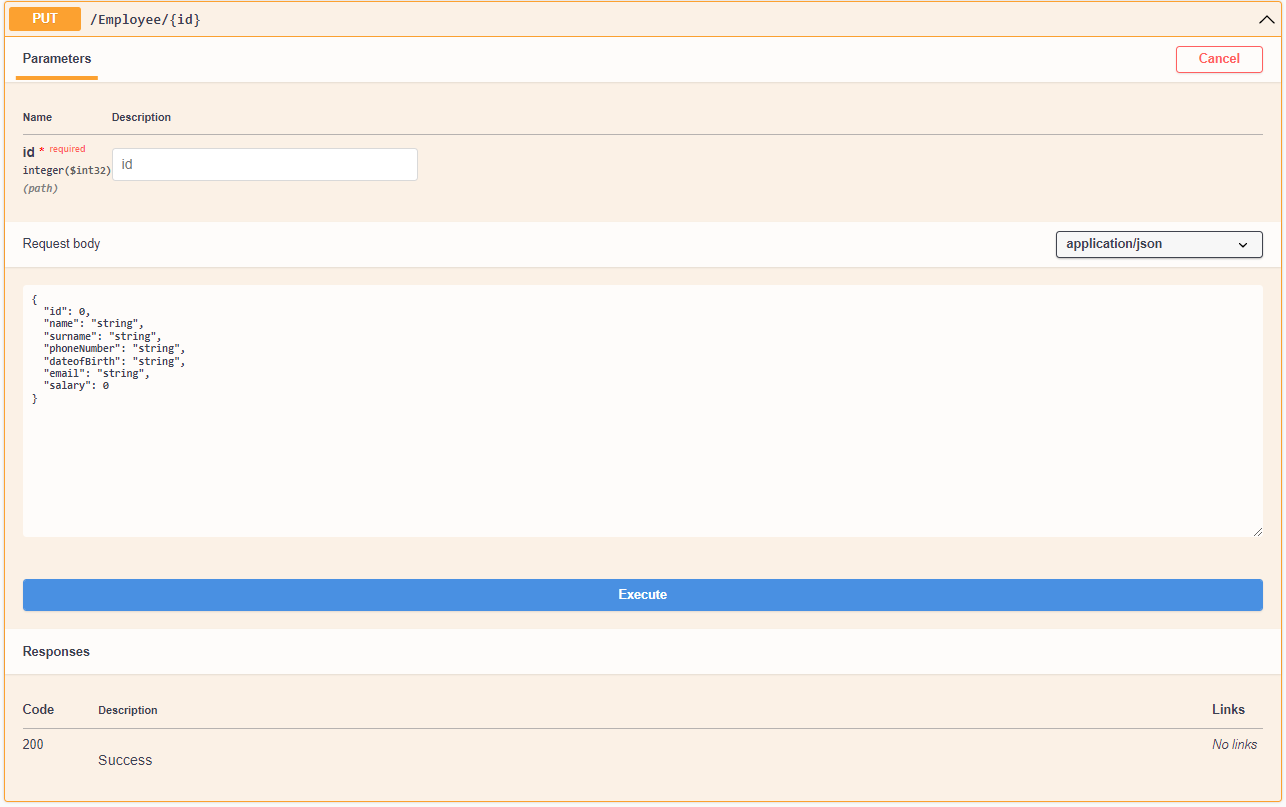 PUT /Employee/{id}
Parameters Cancel
Name Description
id * required
integer($int32)
(path)
id
Request body application/json
{
  "id": 0,
  "name": "string",
  "surname": "string",
  "phoneNumber": "string",
  "dateofBirth": "string",
  "email": "string",
  "salary": 0
}
Execute
Responses
Code Description Links
200 No links
Success